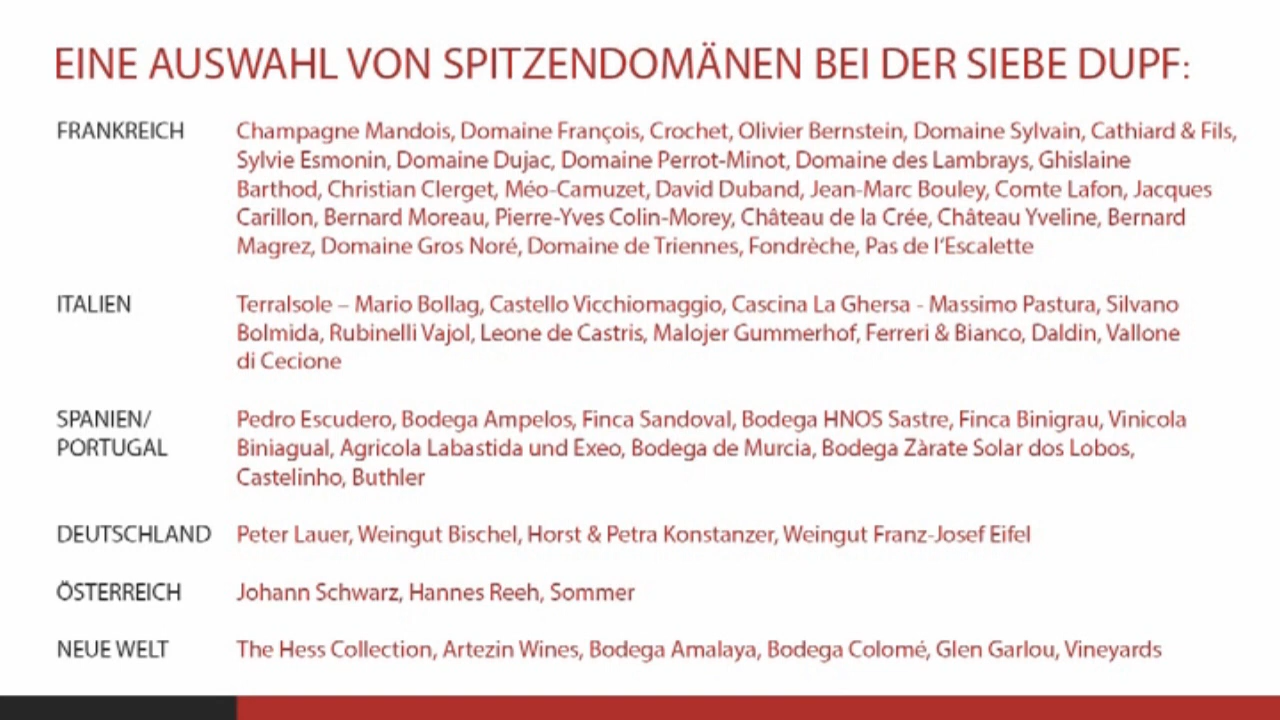 EINE AUSWAHL VON SPITZENDOMÄNEN BEI DER SIEBE DUPF:
FRANKREICH Champagne Mandois, Domaine François, Crochet, Olivier Bernstein, Domaine Sylvain, Cathiard & Fils,
Sylvie Esmonin, Domaine Dujac, Domaine Perrot-Minot, Domaine des Lambrays, Ghislaine
Barthod, Christian Clerget, Méo-Camuzet, David Duband, Jean-Marc Bouley, Comte Lafon, Jacques
Carillon, Bernard Moreau, Pierre-Yves Colin-Morey, Château de la Crée, Château Yveline, Bernard
Magrez, Domaine Gros Noré, Domaine de Triennes, Fondrèche, Pas de l'Escalette
ITALIEN Terralsole – Mario Bollag, Castello Vicchiomaggio, Cascina La Ghersa - Massimo Pastura, Silvano
Bolmida, Rubinelli Vajol, Leone de Castris, Malojer Gummerhof, Ferreri & Bianco, Daldin, Vallone
di Cecione
SPANIEN/ Pedro Escudero, Bodega Ampelos, Finca Sandoval, Bodega HNOS Sastre, Finca Binigrau, Vinicola
PORTUGAL Biniagual, Agricola Labastida und Exeo, Bodega de Murcia, Bodega Zàrate Solar dos Lobos,
Castelinho, Buthler
DEUTSCHLAND Peter Lauer, Weingut Bischel, Horst & Petra Konstanzer, Weingut Franz-Josef Eifel
ÖSTERREICH Johann Schwarz, Hannes Reeh, Sommer
NEUE WELT The Hess Collection, Artezin Wines, Bodega Amalaya, Bodega Colomé, Glen Garlou, Vineyards